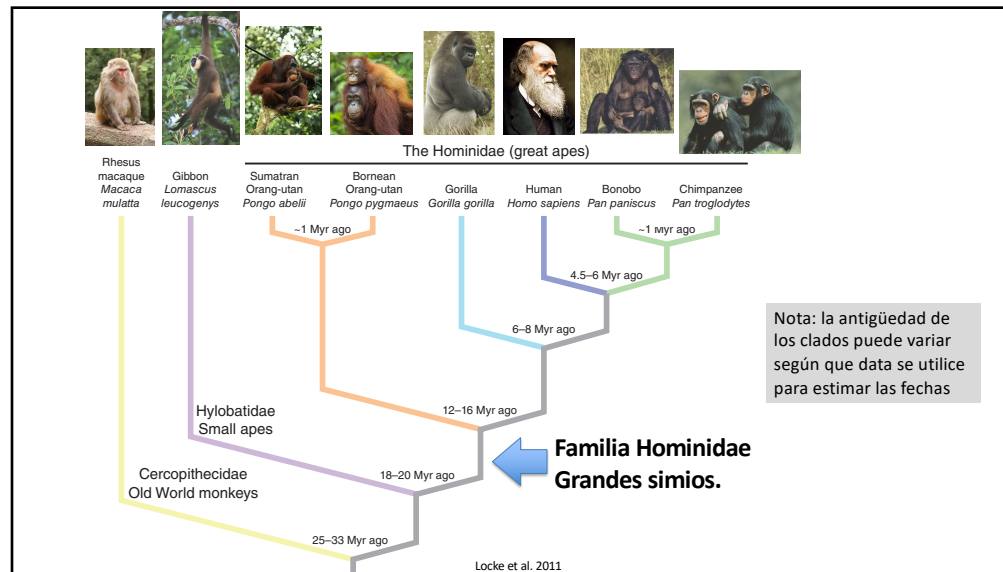 The Hominidae (great apes)
Rhesus
macaque
Macaca
mulatta
Gibbon
Lomascus
leucogenys
Sumatran
Orang-utan
Pongo abelii
Bornean
Orang-utan
Pongo pygmaeus
Gorilla
Gorilla gorilla
Human
Homo sapiens
Bonobo
Pan paniscus
Chimpanzee
Pan troglodytes
~1 Myr ago
~1 Myr ago
4.5–6 Myr ago
6–8 Myr ago
Nota: la antigüedad de
los clados puede variar
según que data se utilice
para estimar las fechas
12–16 Myr ago
Hylobatidae
Small apes
Familia Hominidae
Grandes simios.
18–20 Myr ago
Cercopithecidae
Old World monkeys
25–33 Myr ago
Locke et al. 2011